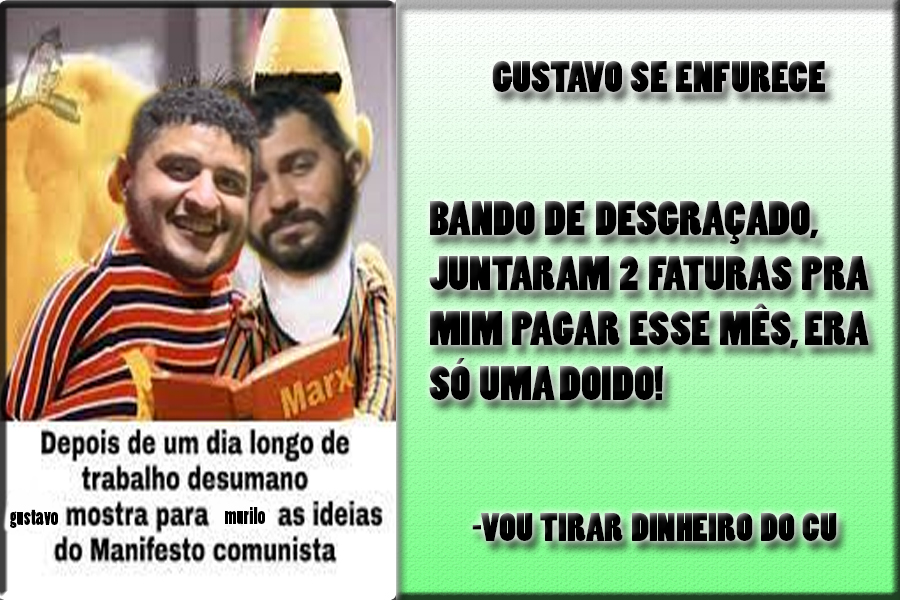 Marx
Depois de um dia longo de
trabalho desumano
gustavo mostra para murilo as ideias
do Manifesto comunista
GUSTAVO SE ENFURECE
BANDO DE DESGRAÇADO,
JUNTARAM 2 FATURAS PRA
MIM PAGAR ESSE MÊS, ERA
SÓ UMA DOIDO!
-VOU TIRAR DINHEIRO DO CU